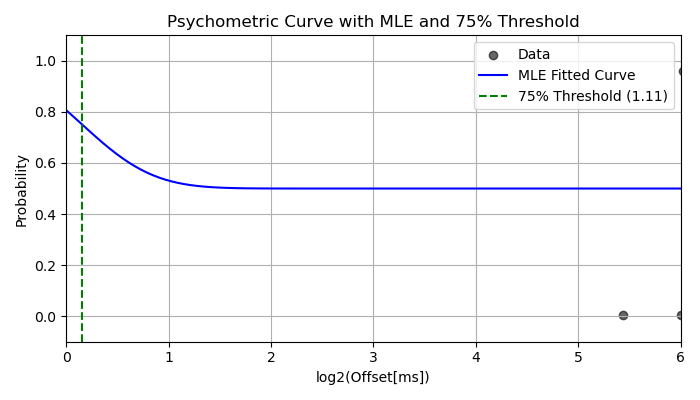 Psychometric Curve with MLE and 75% Threshold
Data
MLE Fitted Curve
75% Threshold (1.11)
Probability
1.0
0.8
0.6
0.4
0.2
0.0
0 1 2 3 4 5 6
log2(Offset[ms])